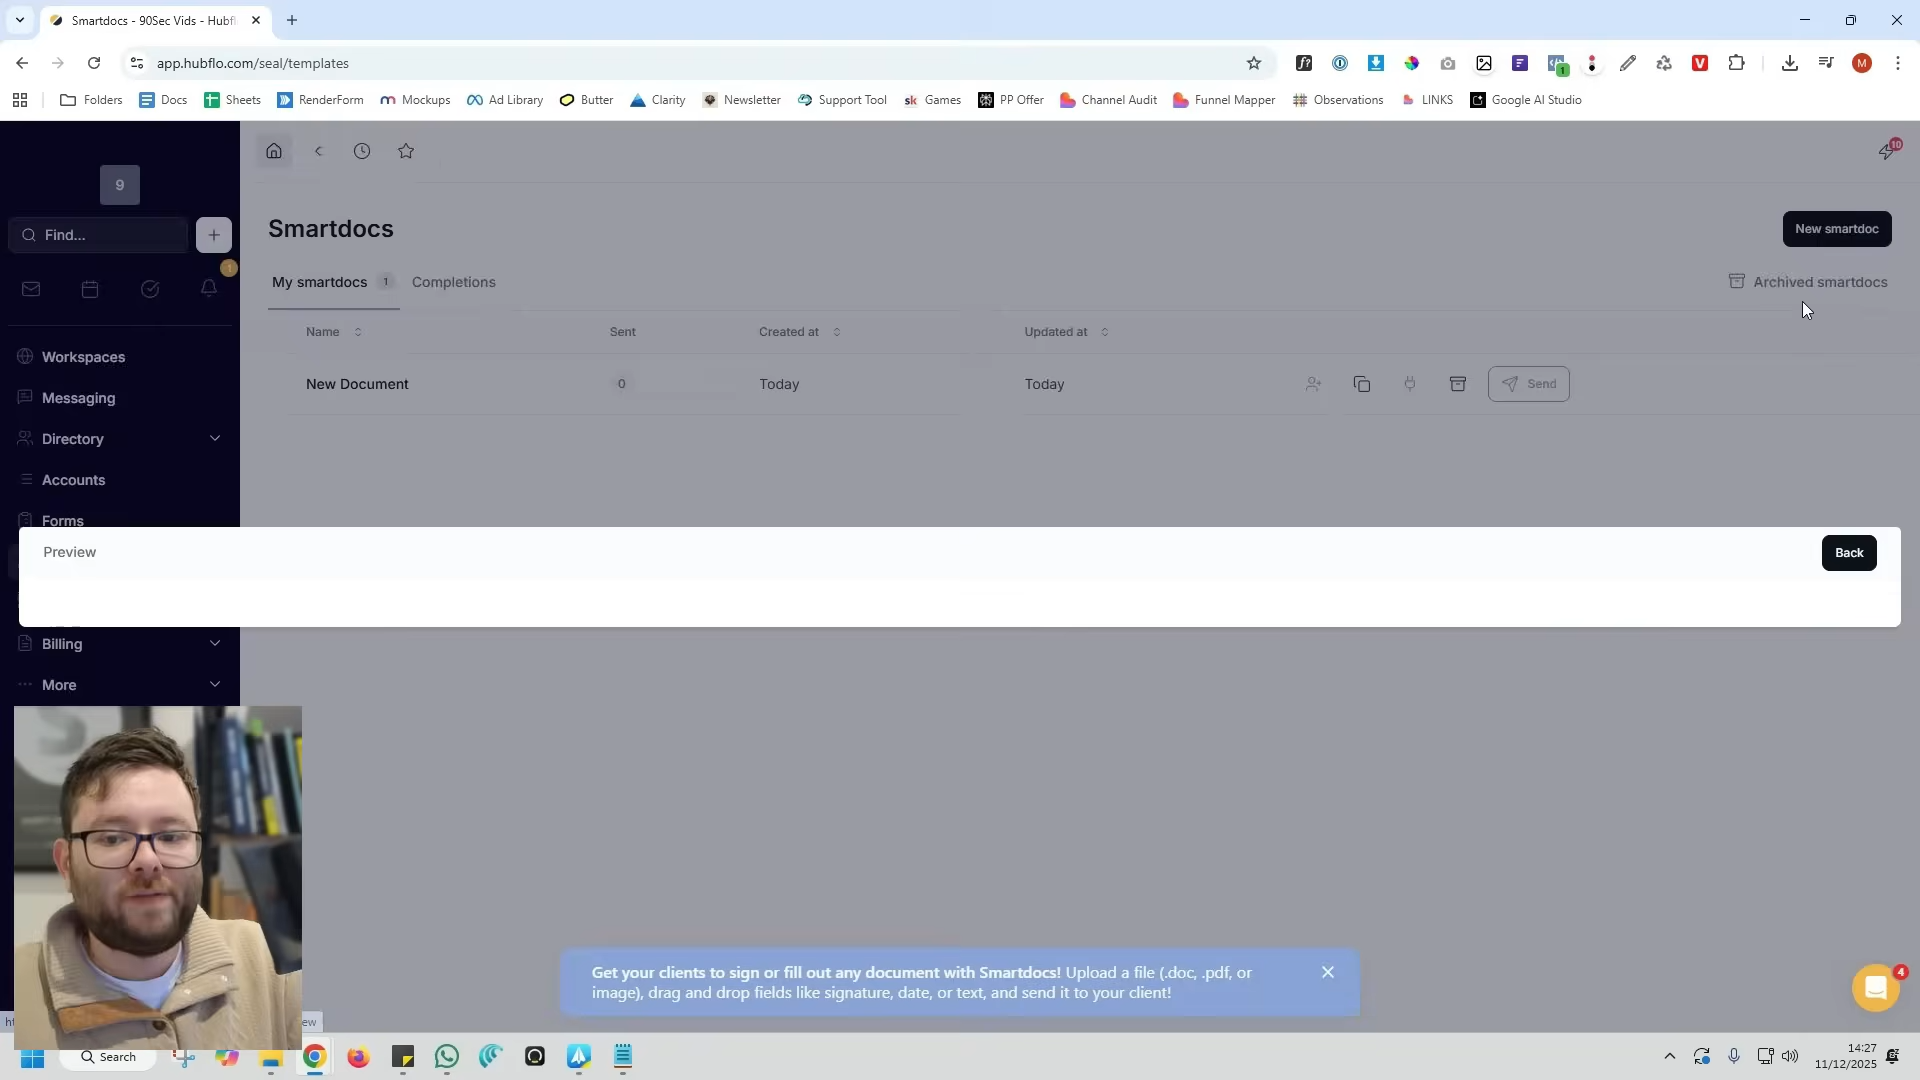 Smartdocs - 90Sec Vids - Hubfl
app.hubflo.com/seal/templates
Folders Docs Sheets RenderForm Mockups Ad Library Butter Clarity Newsletter Support Tool Games PP Offer Channel Audit Funnel Mapper Observations LINKS Google AI Studio
9
Find...
1
Workspaces
Messaging
Directory
Accounts
Forms
Billing
More
10
Smartdocs
New smartdoc
My smartdocs 1 Completions
Archived smartdocs
Name Sent Created at Updated at
New Document 0 Today Today Send
Preview
Back
Get your clients to sign or fill out any document with Smartdocs! Upload a file (.doc, .pdf, or
image), drag and drop fields like signature, date, or text, and send it to your client!
4
Search
14:27
11/12/2025